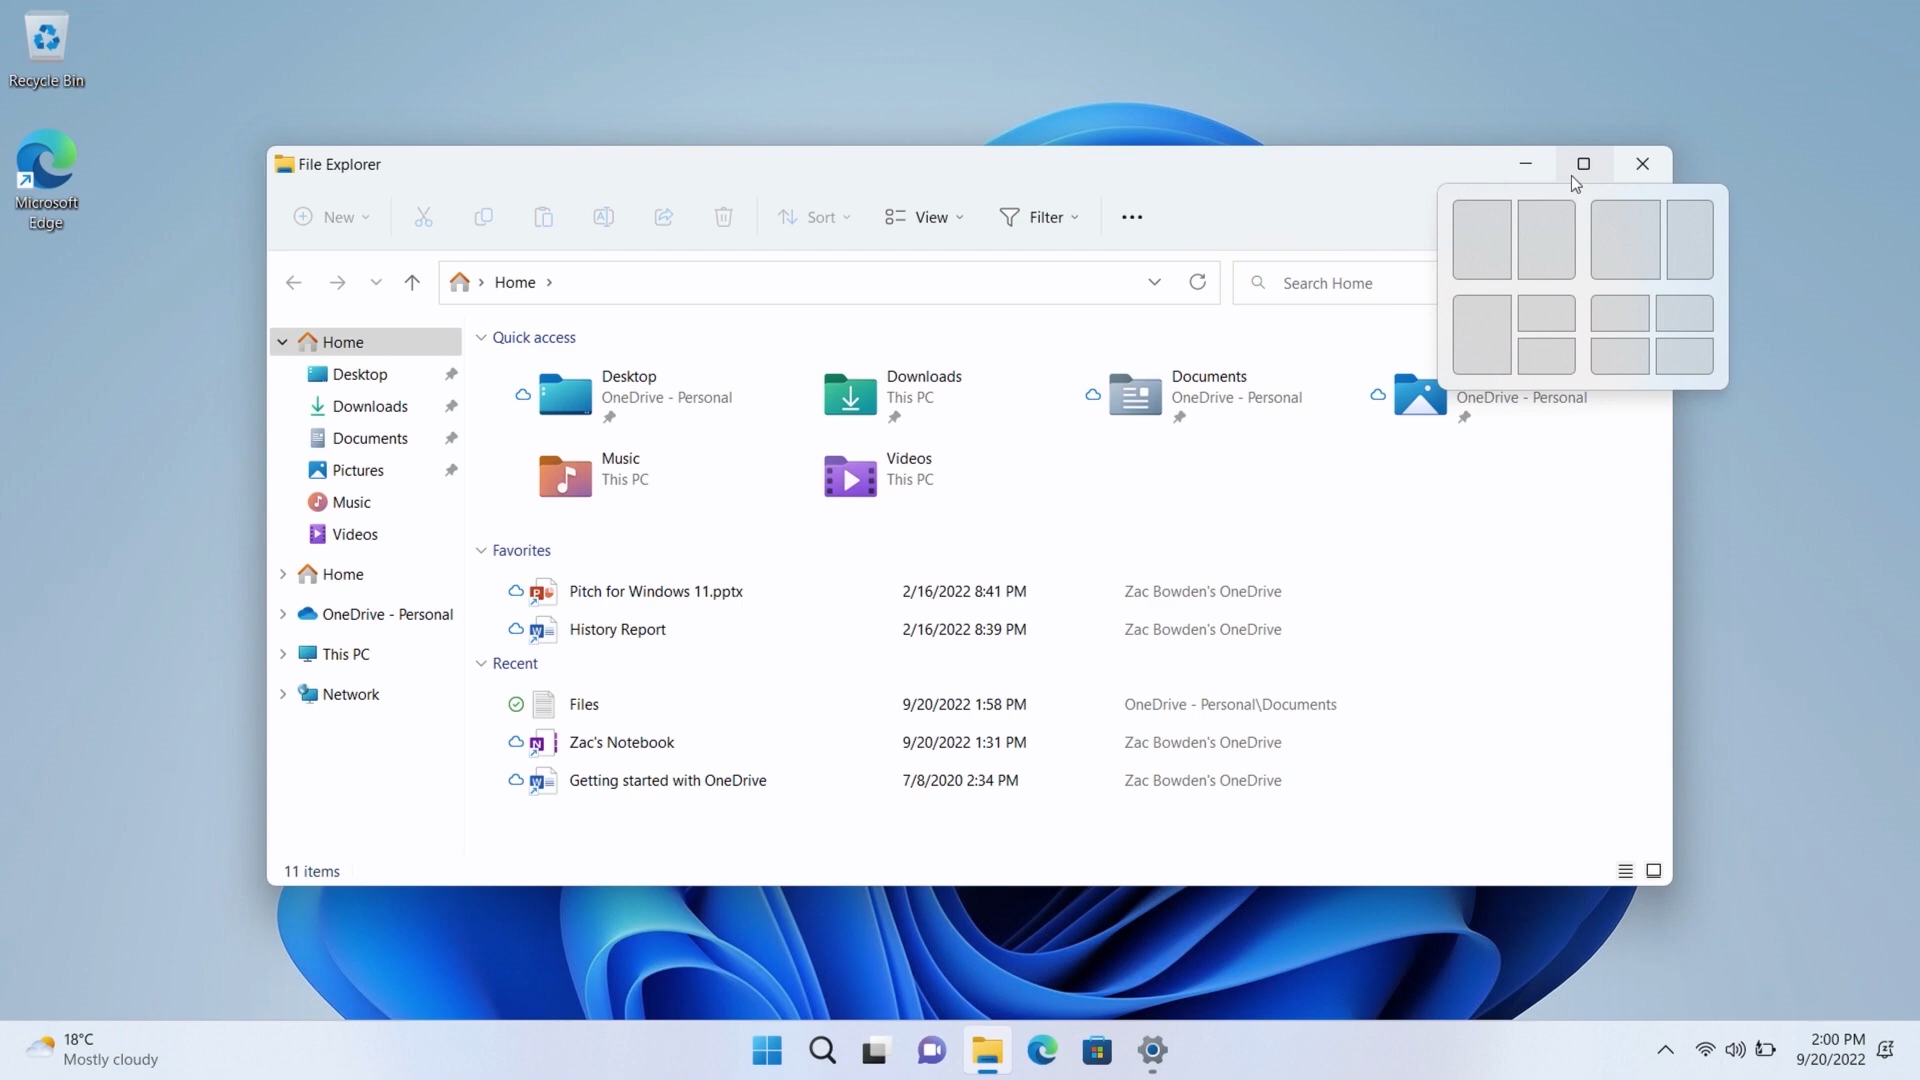 Recycle Bin
Microsoft
Edge
File Explorer
New
Sort
View
Filter
Home
Search Home
Home
Desktop
Downloads
Documents
Pictures
Music
Videos
Home
OneDrive - Personal
This PC
Network
Quick access
Desktop
OneDrive - Personal
Downloads
This PC
Documents
OneDrive - Personal
OneDrive - Personal
Music
This PC
Videos
This PC
Favorites
Pitch for Windows 11.pptx 2/16/2022 8:41 PM Zac Bowden's OneDrive
History Report 2/16/2022 8:39 PM Zac Bowden's OneDrive
Recent
Files 9/20/2022 1:58 PM OneDrive - Personal\Documents
Zac's Notebook 9/20/2022 1:31 PM Zac Bowden's OneDrive
Getting started with OneDrive 7/8/2020 2:34 PM Zac Bowden's OneDrive
11 items
18°C
Mostly cloudy
2:00 PM
9/20/2022